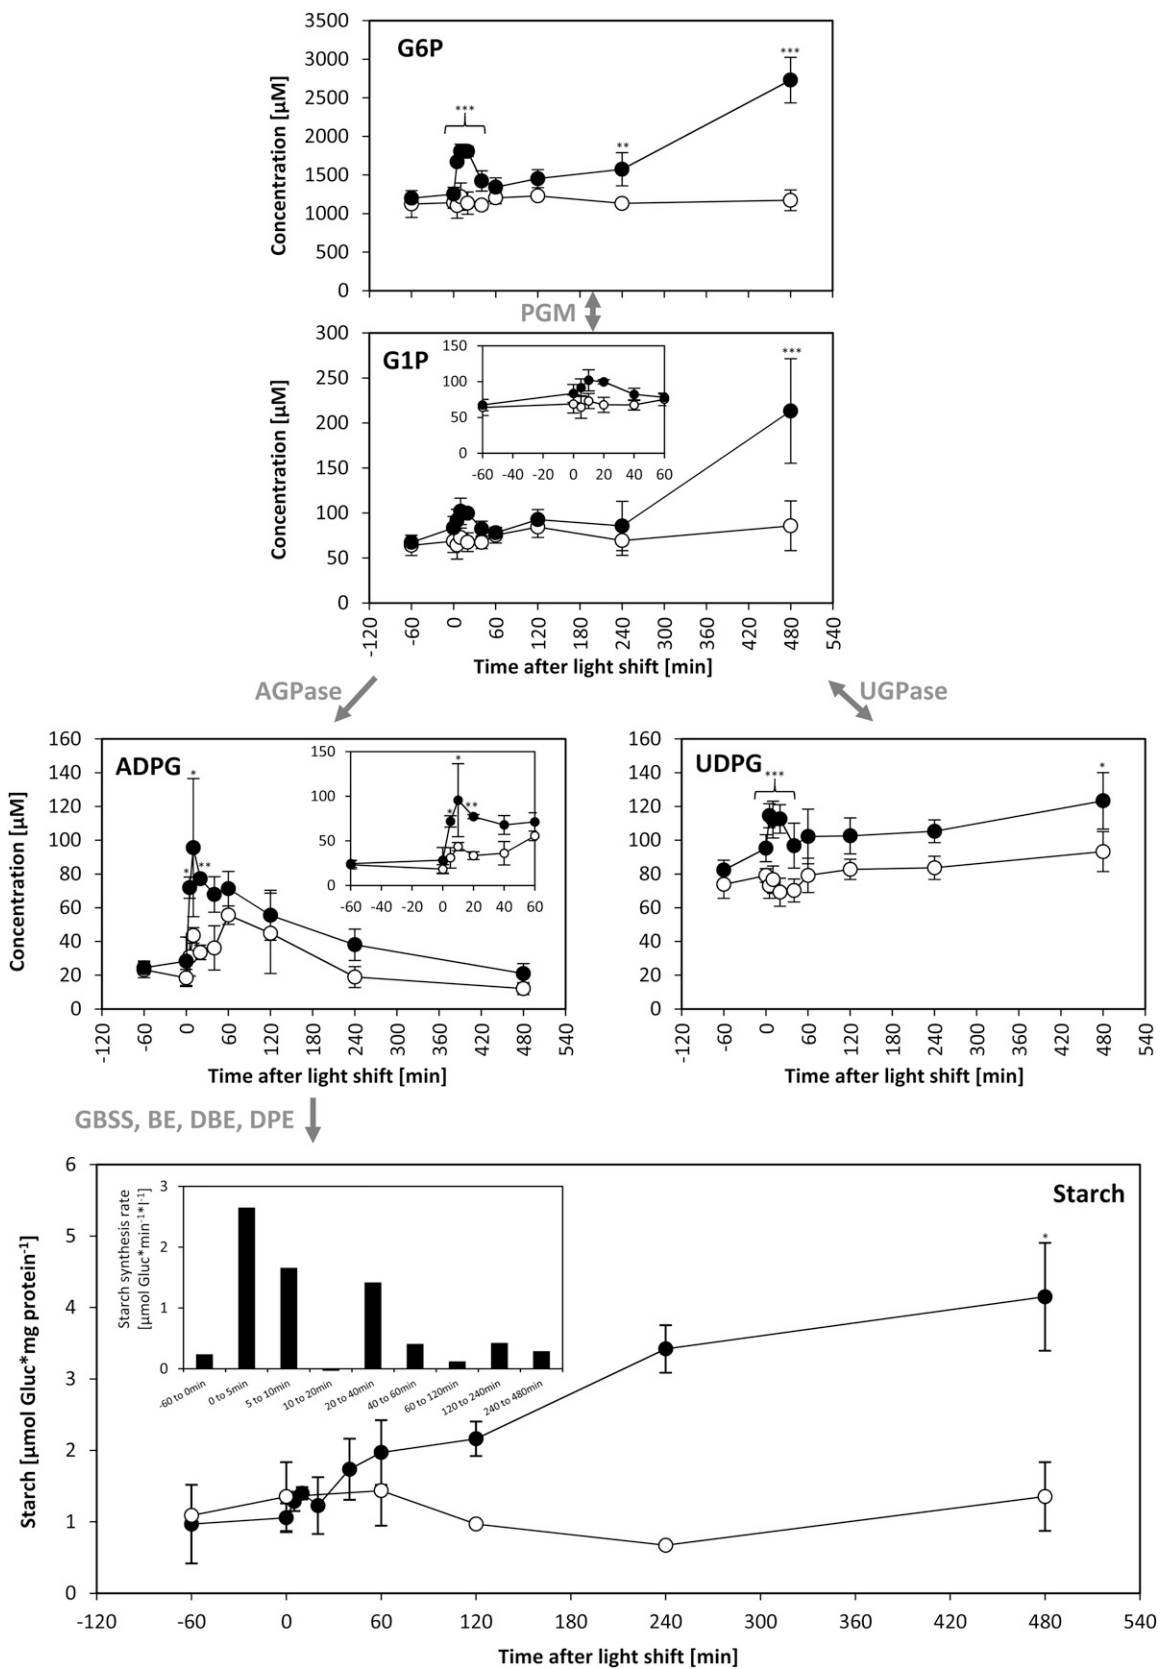 G6P
Concentration [µM]
3500
3000
2500
2000
1500
1000
500
0
***
**
***
PGM
G1P
Concentration [µM]
300
250
200
150
100
50
0
***
150
100
50
0
-60 -40 -20 0 20 40 60
-120 -60 0 60 120 180 240 300 360 420 480 540
Time after light shift [min]
AGPase
UGPase
ADPG
Concentration [µM]
160
140
120
100
80
60
40
20
0
*
*
**
150
100
50
0
*
*
**
-60 -40 -20 0 20 40 60
-120 -60 0 60 120 180 240 300 360 420 480 540
Time after light shift [min]
UDPG
160
140
120
100
80
60
40
20
0
***
*
-120 -60 0 60 120 180 240 300 360 420 480 540
Time after light shift [min]
GBSS, BE, DBE, DPE
Starch
Starch [µmol Gluc*mg protein⁻¹]
6
5
4
3
2
1
0
*
Starch synthesis rate
[µmol Gluc*min⁻¹*l⁻¹]
3
2
1
0
-60 to 0min
0 to 5min
5 to 10min
10 to 20min
20 to 40min
40 to 60min
60 to 120min
120 to 240min
240 to 480min
-120 -60 0 60 120 180 240 300 360 420 480 540
Time after light shift [min]